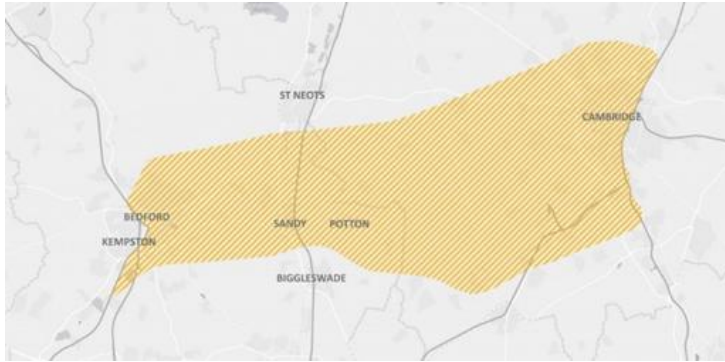 ST NEOTS
CAMBRIDGE
BEDFORD
SANDY
POTTON
KEMPSTON
BIGGLESWADE